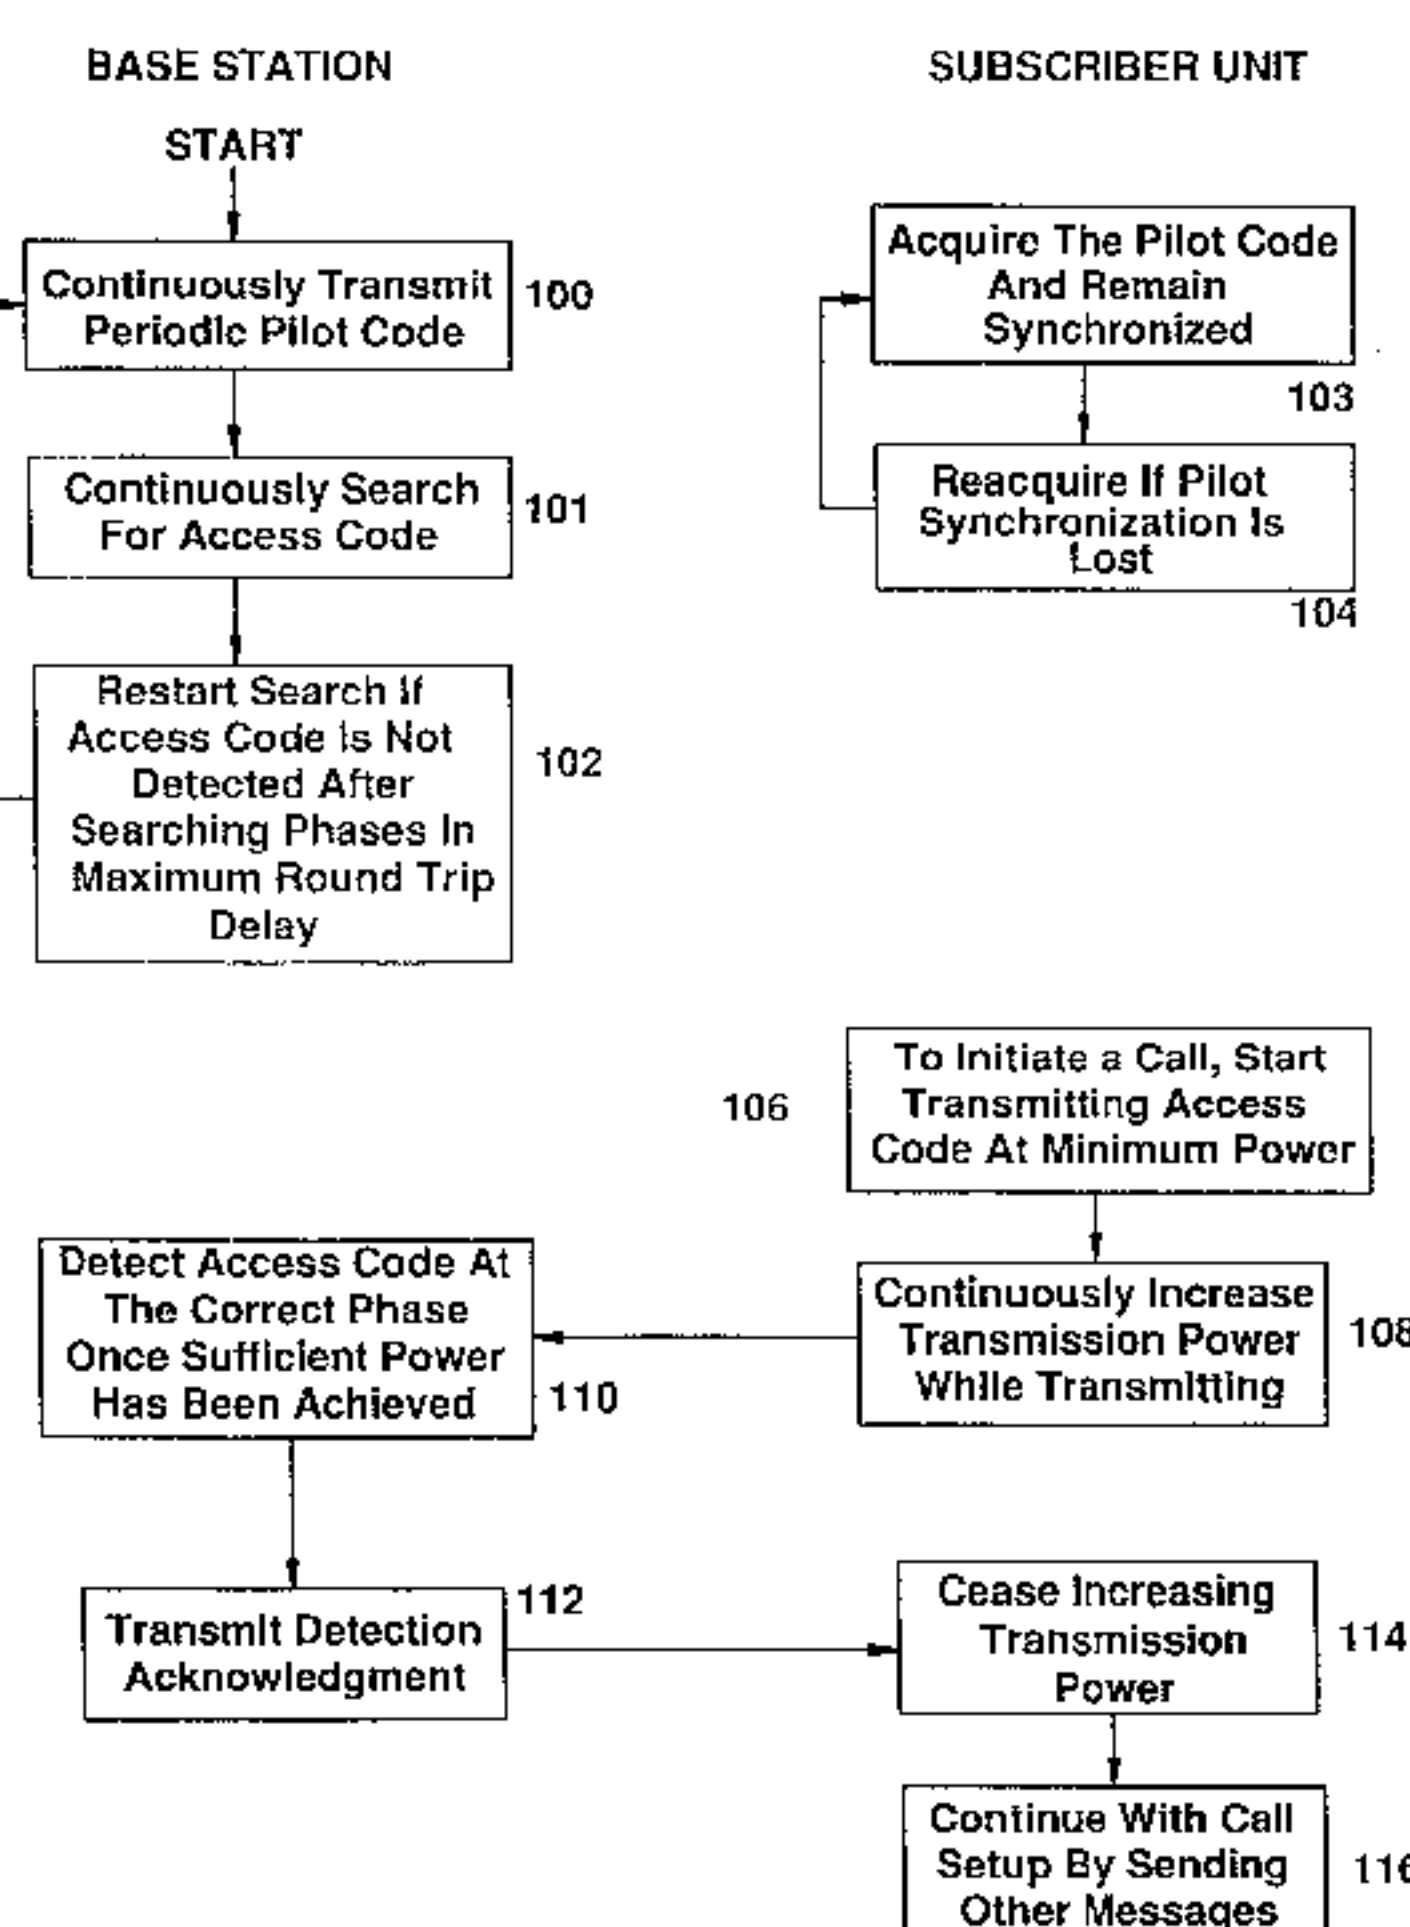 BASE STATION
SUBSCRIBER UNIT
START
Continuously Transmit
Periodic Pilot Code
100
Acquire The Pilot Code
And Remain
Synchronized
103
Continuously Search
For Access Code
101
Reacquire If Pilot
Synchronization Is
Lost
104
Restart Search If
Access Code Is Not
Detected After
Searching Phases In
Maximum Round Trip
Delay
102
106
To Initiate a Call, Start
Transmitting Access
Code At Minimum Power
Detect Access Code At
The Correct Phase
Once Sufficient Power
Has Been Achieved
110
Continuously Increase
Transmission Power
While Transmitting
108
Transmit Detection
Acknowledgment
112
Cease Increasing
Transmission
Power
114
Continue With Call
Setup By Sending
Other Messages
116